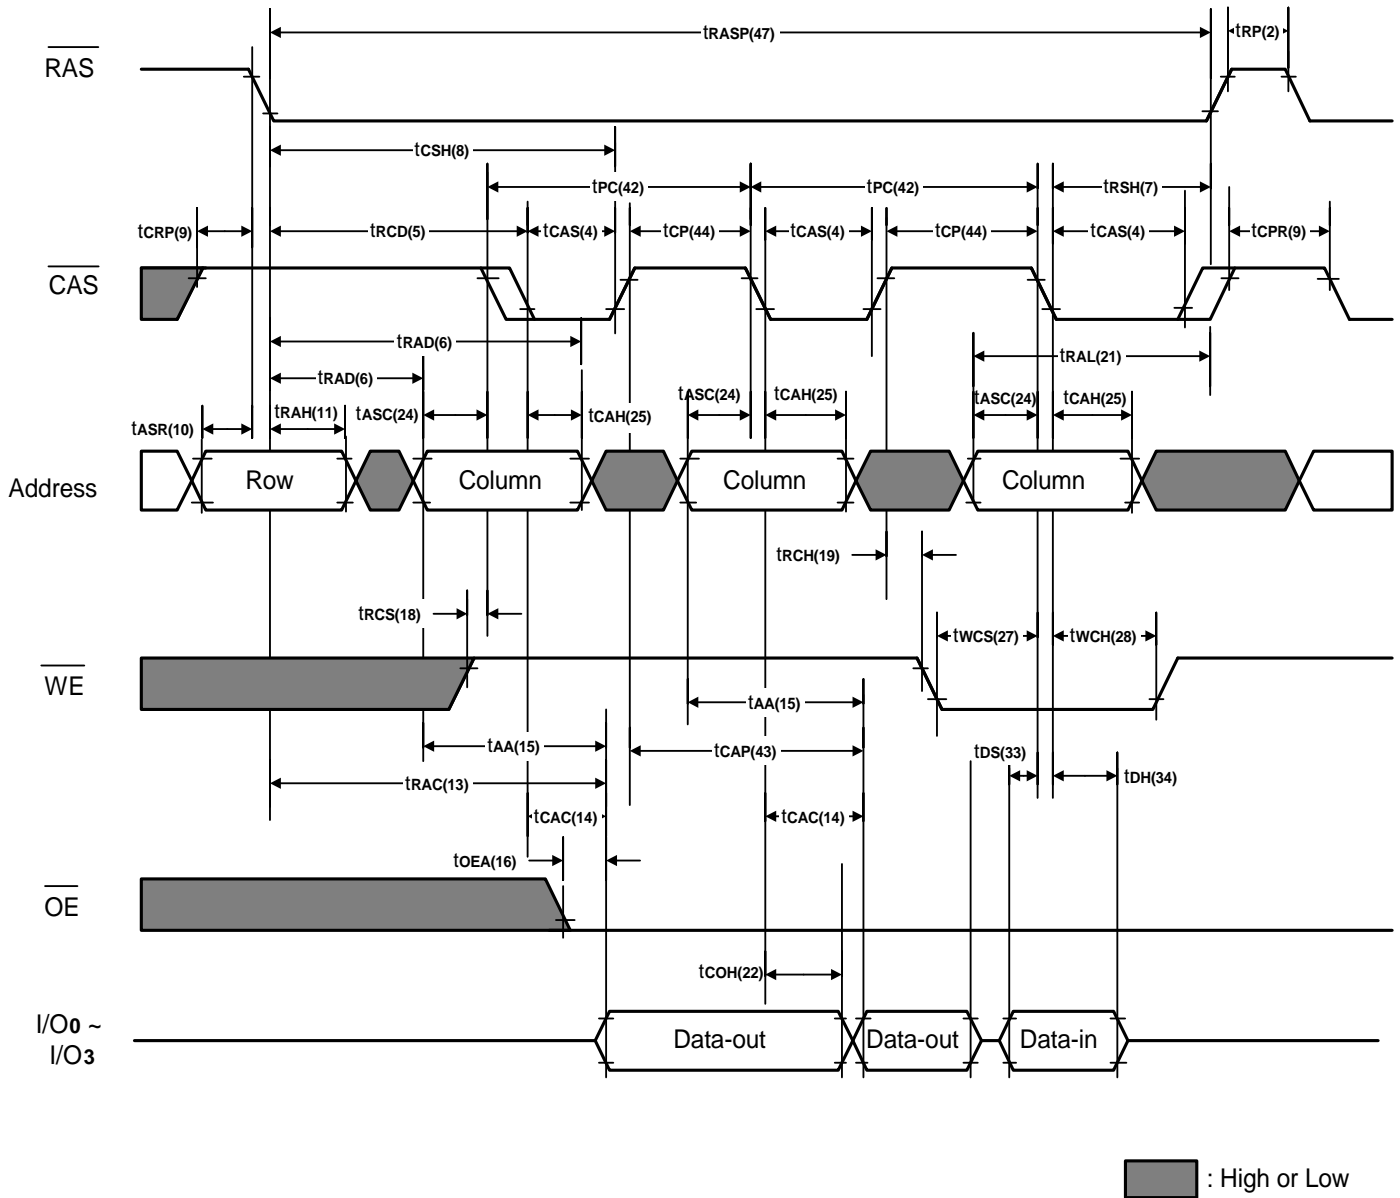 tRASP(47) tRP(2)
RAS
tCSH(8)
tPC(42) tPC(42) tRSH(7)
tCRP(9) tRCD(5) tCAS(4) tCP(44) tCAS(4) tCP(44) tCAS(4) tCPR(9)
CAS
tRAD(6)
tRAL(21)
tRAD(6)
tASR(10) tRAH(11) tASC(24) tCAH(25) tASC(24) tCAH(25) tASC(24) tCAH(25)
Address Row Column Column Column
tRCH(19)
tRCS(18)
tWCS(27) tWCH(28)
WE
tAA(15)
tAA(15) tCAP(43) tDS(33)
tRAC(13) tDH(34)
tCAC(14) tCAC(14)
tOEA(16)
OE
tCOH(22)
I/O0 ~
I/O3
Data-out Data-out Data-in
: High or Low